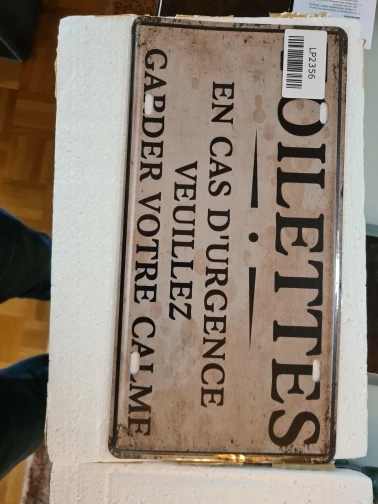 OILETTES
EN CAS D'URGENCE
VEUILLEZ
GARDER VOTRE CALME
LP2356